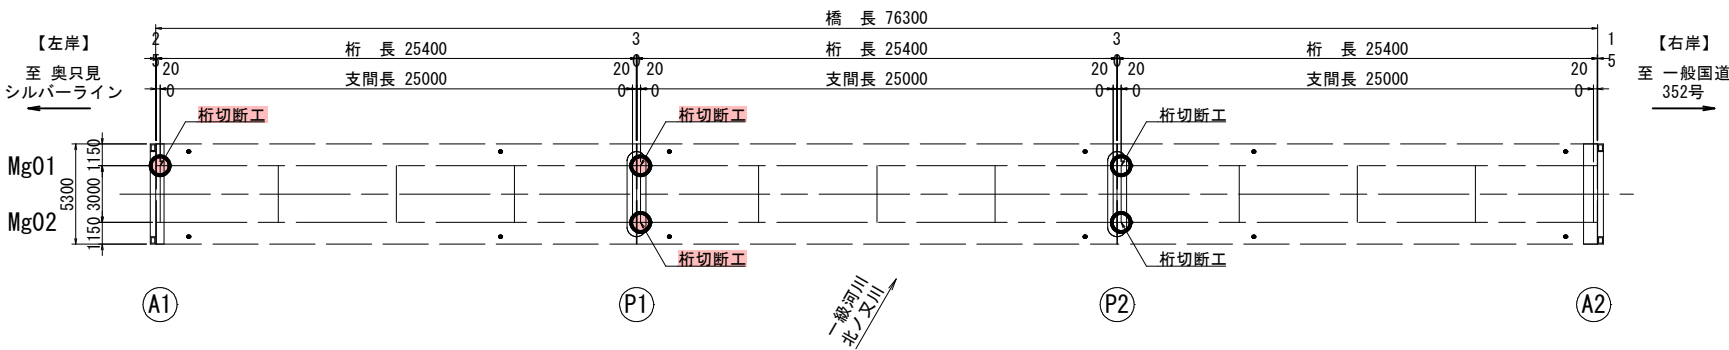 橋 長 76300
【左岸】
至 奥只見
シルバーライン
2
3
3
1
5
桁 長 25400
桁 長 25400
桁 長 25400
【右岸】
至 一般国道
352号
20
0
支間長 25000
20
0
20
0
支間長 25000
20
0
20
0
支間長 25000
20
0
桁切断工
桁切断工
桁切断工
Mg01
Mg02
1150
3000
1150
5300
桁切断工
桁切断工
A1
P1
一級河川
北ノ又川
P2
A2